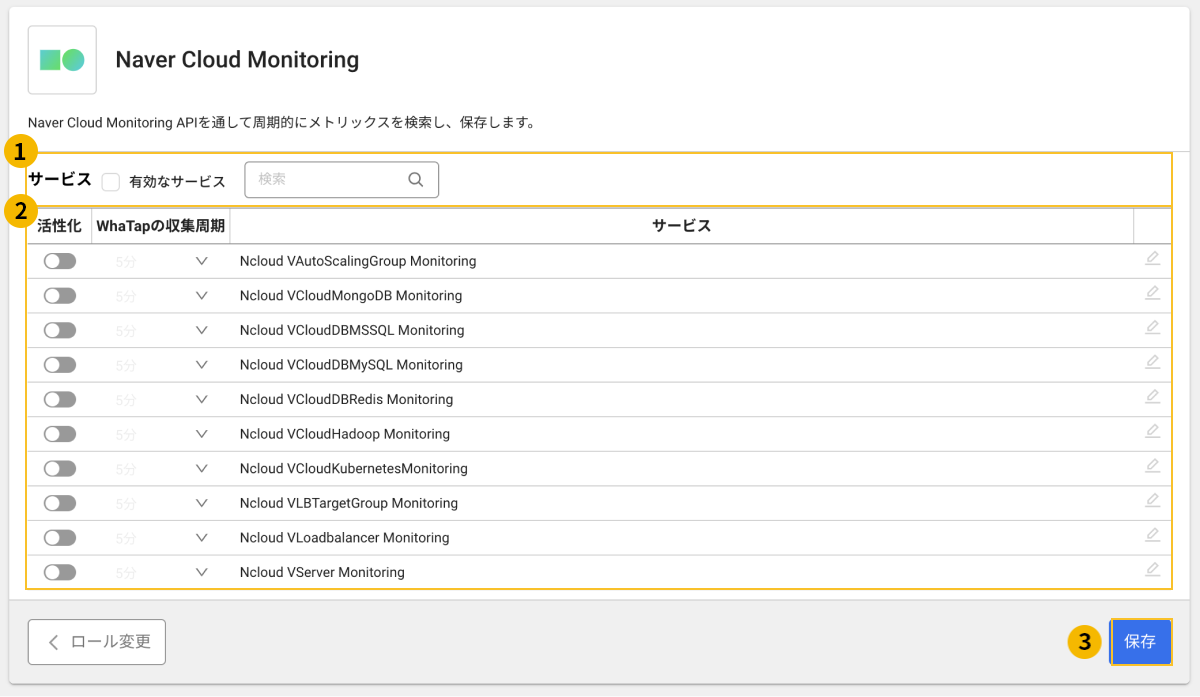 Naver Cloud Monitoring
Naver Cloud Monitoring APIを通して周期的にメトリックスを検索し、保存します。
1
サービス 有効なサービス 検索
2
活性化 WhaTapの収集周期 サービス
5分 Ncloud VAutoScalingGroup Monitoring
5分 Ncloud VCloudMongoDB Monitoring
5分 Ncloud VCloudDBMSSQL Monitoring
5分 Ncloud VCloudDBMySQL Monitoring
5分 Ncloud VCloudDBRedis Monitoring
5分 Ncloud VCloudHadoop Monitoring
5分 Ncloud VCloudKubernetesMonitoring
5分 Ncloud VLBTargetGroup Monitoring
5分 Ncloud VLoadbalancer Monitoring
5分 Ncloud VServer Monitoring
ロール変更 3 保存